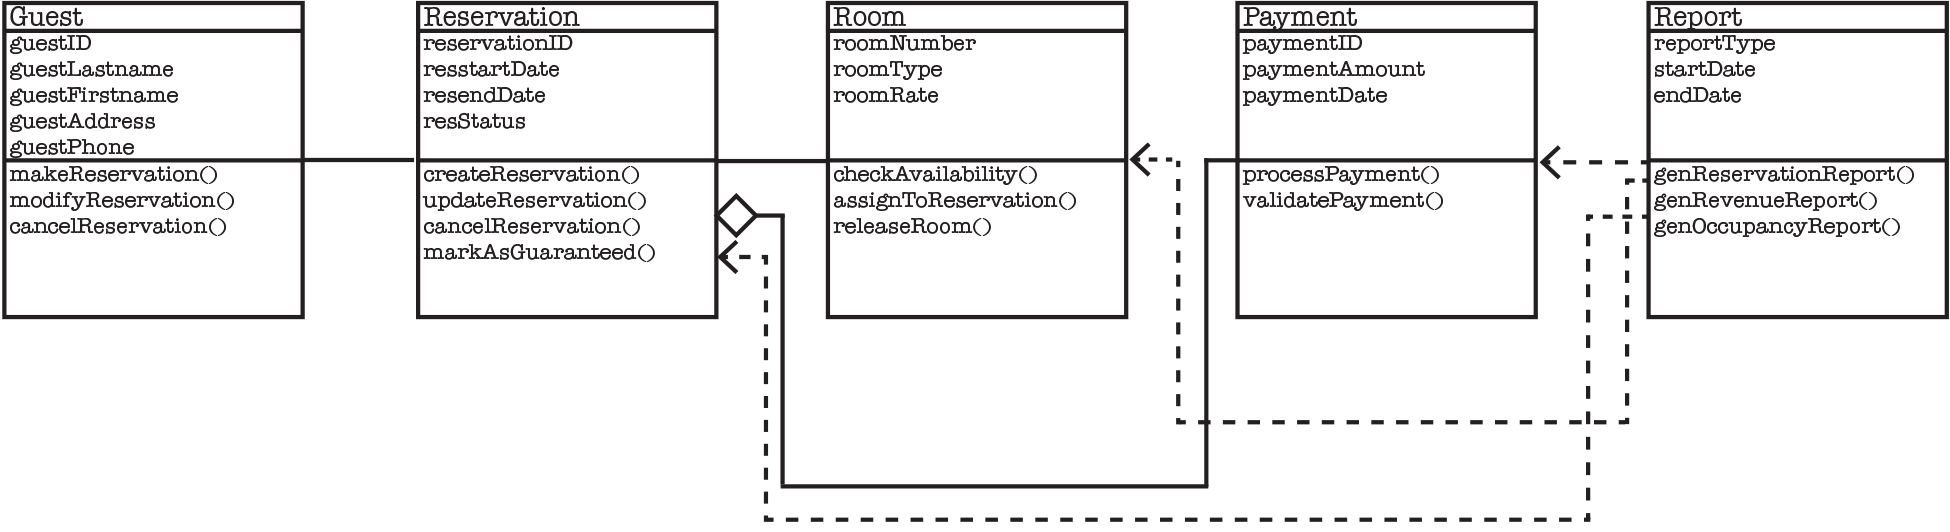 Guest
guestID
guestLastname
guestFirstname
guestAddress
guestPhone
makeReservation()
modifyReservation()
cancelReservation()
Reservation
reservationID
resstartDate
resendDate
resStatus
createReservation()
updateReservation()
cancelReservation()
markAsGuaranteed()
Room
roomNumber
roomType
roomRate
checkAvailability()
assignToReservation()
releaseRoom()
Payment
paymentID
paymentAmount
paymentDate
processPayment()
validatePayment()
Report
reportType
startDate
endDate
genReservationReport()
genRevenueReport()
genOccupancyReport()